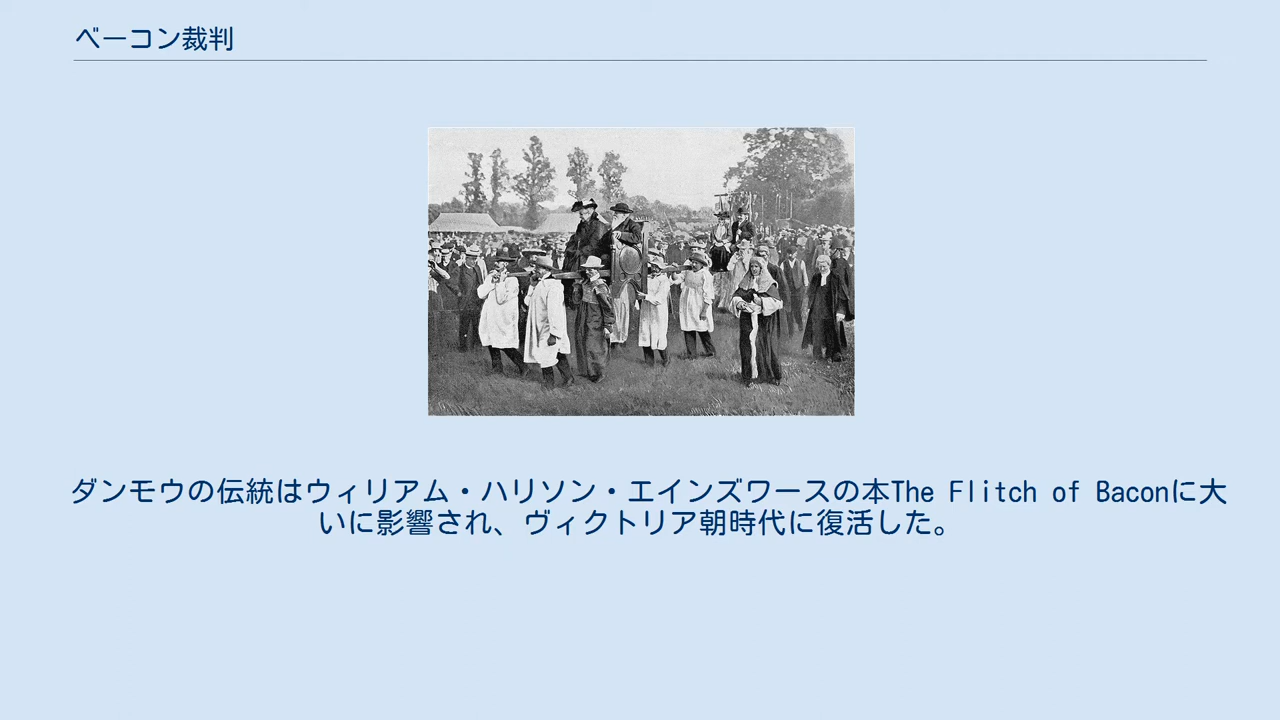 ベーコン裁判
ダンモウの伝統はウィリアム・ハリソン・エインズワースの本The Flitch of Baconに大
いに影響され、ヴィクトリア朝時代に復活した。